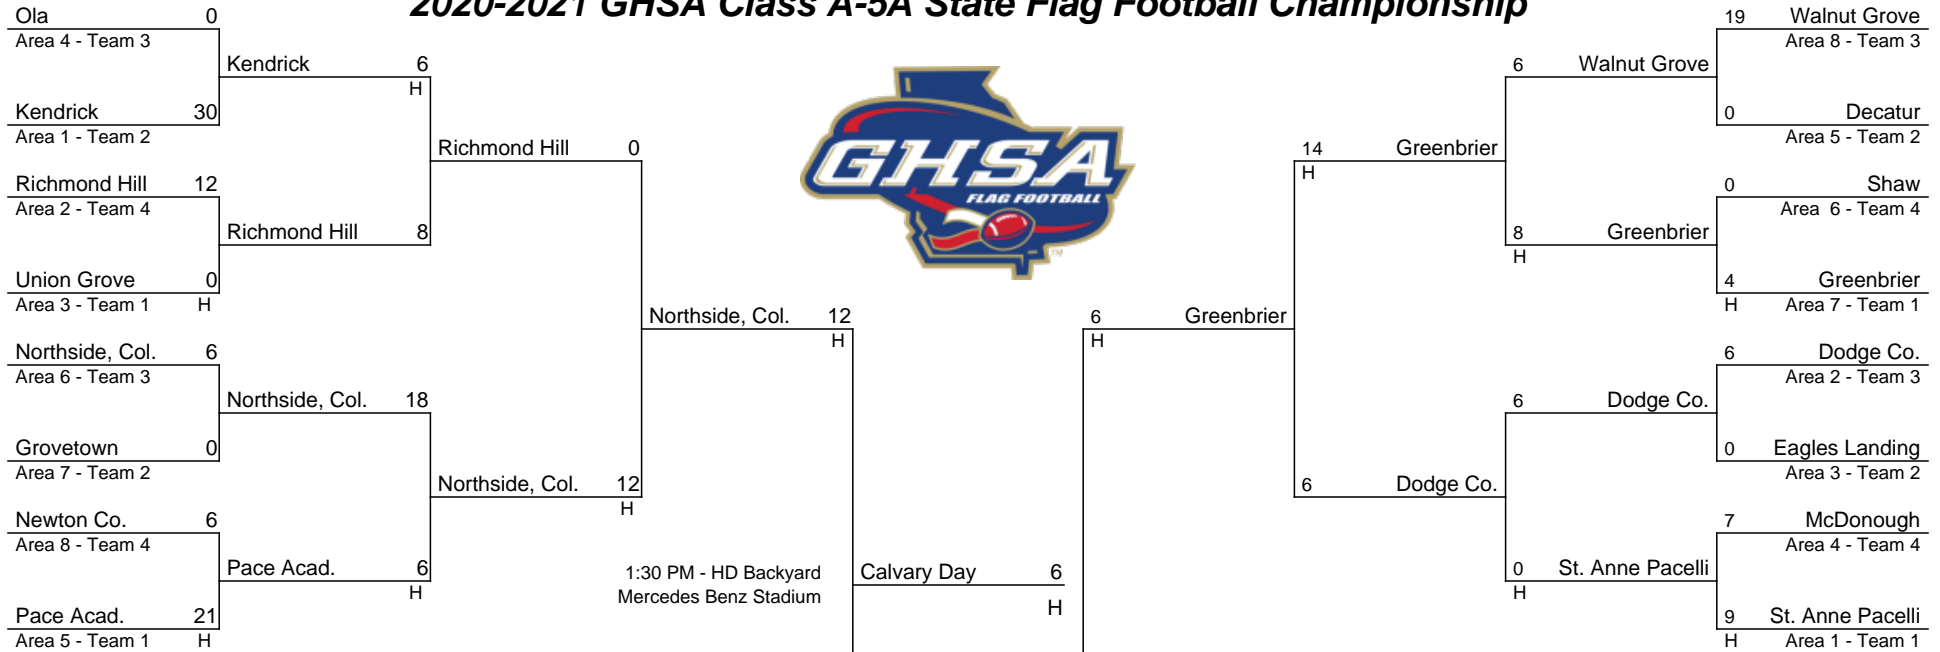 2020-2021 GHSA Class A-5A State Flag Football Championship
Ola 0
Area 4 - Team 3
Kendrick 6
H
Kendrick 30
Area 1 - Team 2
Richmond Hill 0
Richmond Hill 12
Area 2 - Team 4
Richmond Hill 8
Union Grove 0
Area 3 - Team 1 H
Northside, Col. 12
H
Northside, Col. 6
Area 6 - Team 3
Northside, Col. 18
Grovetown 0
Area 7 - Team 2
Northside, Col. 12
H
Newton Co. 6
Area 8 - Team 4
Pace Acad. 6
H
Pace Acad. 21
Area 5 - Team 1 H
GHSA
FLAG FOOTBALL
TM
1:30 PM - HD Backyard
Mercedes Benz Stadium
Calvary Day 6
H
19 Walnut Grove
Area 8 - Team 3
6 Walnut Grove
0 Decatur
Area 5 - Team 2
14 Greenbrier
H
0 Shaw
Area 6 - Team 4
8 Greenbrier
H
4 Greenbrier
H Area 7 - Team 1
6 Greenbrier
H
6 Dodge Co.
Area 2 - Team 3
6 Dodge Co.
0 Eagles Landing
Area 3 - Team 2
6 Dodge Co.
7 McDonough
Area 4 - Team 4
0 St. Anne Pacelli
H
9 St. Anne Pacelli
H Area 1 - Team 1